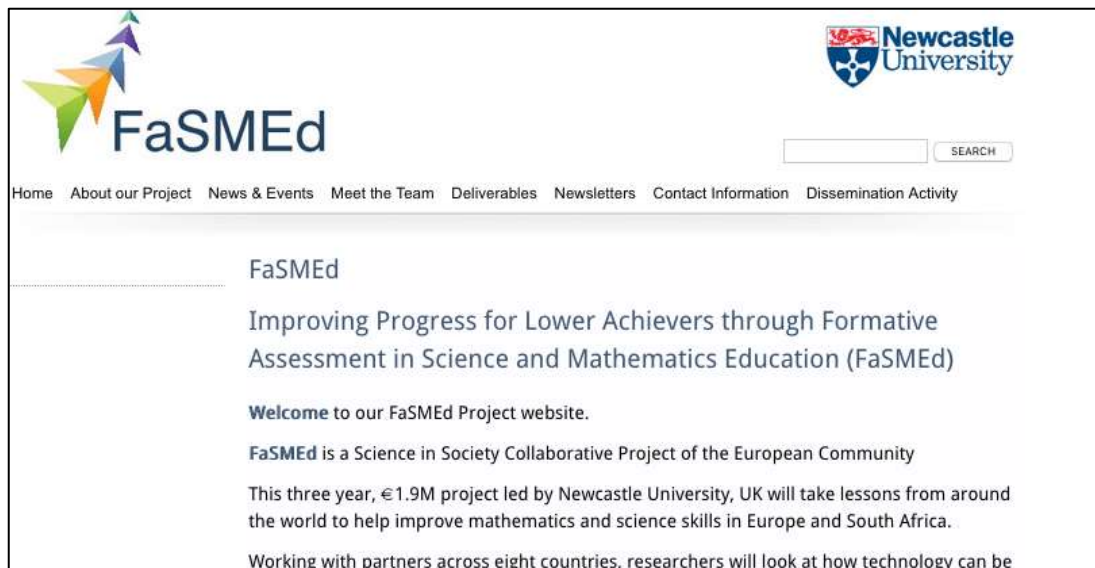 Newcastle
University
FaSMEd
SEARCH
Home About our Project News & Events Meet the Team Deliverables Newsletters Contact Information Dissemination Activity
FaSMEd
Improving Progress for Lower Achievers through Formative
Assessment in Science and Mathematics Education (FaSMEd)
Welcome to our FaSMEd Project website.
FaSMEd is a Science in Society Collaborative Project of the European Community
This three year, €1.9M project led by Newcastle University, UK will take lessons from around
the world to help improve mathematics and science skills in Europe and South Africa.
Working with partners across eight countries, researchers will look at how technology can be